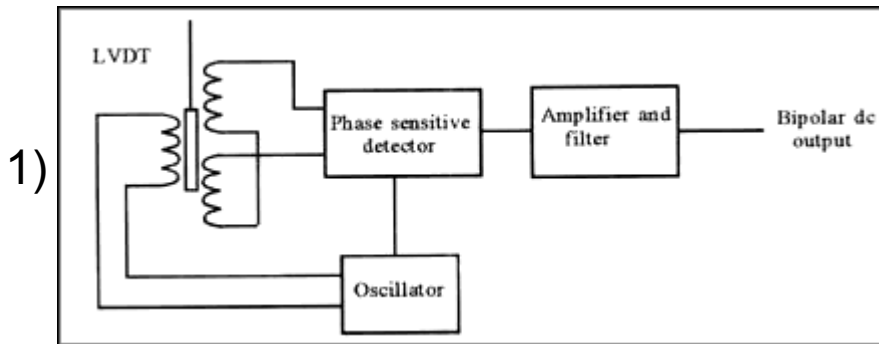 1)
LVDT
Phase sensitive
detector
Amplifier and
filter
Bipolar dc
output
Oscillator